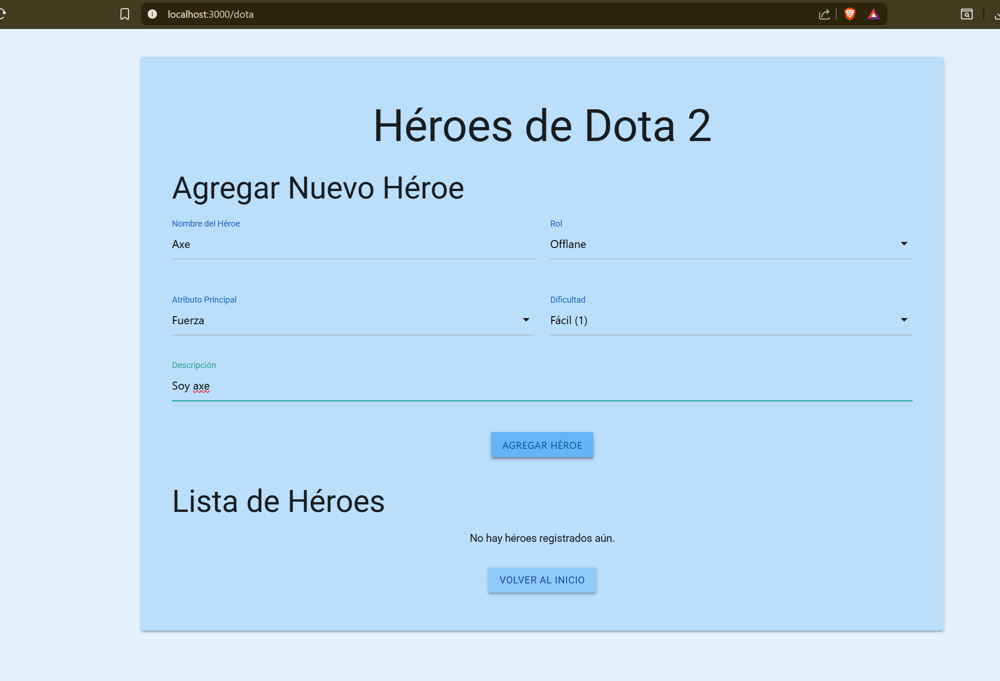 localhost:3000/dota
Héroes de Dota 2
Agregar Nuevo Héroe
Nombre del Héroe
Rol
Axe
Offlane
Atributo Principal
Dificultad
Fuerza
Fácil (1)
Descripción
Soy axe
AGREGAR HÉROE
Lista de Héroes
No hay héroes registrados aún.
VOLVER AL INICIO